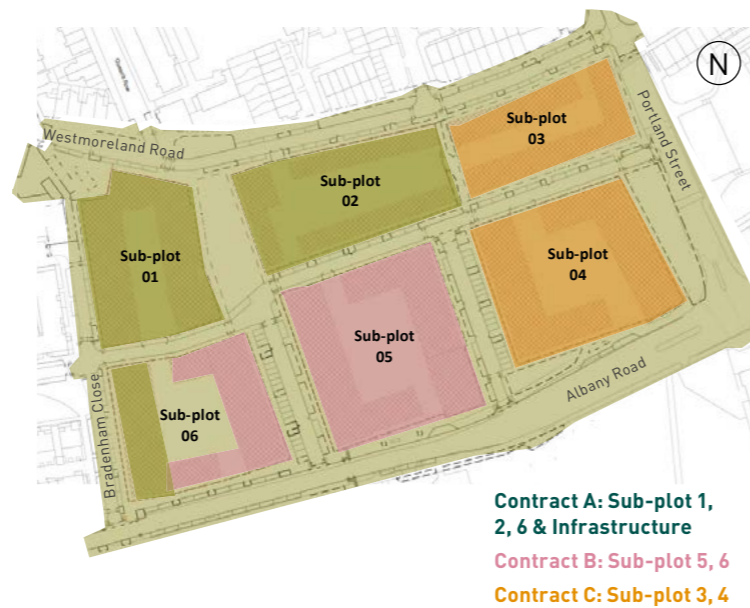 N
Westmoreland Road
Portland Street
Sub-plot
03
Sub-plot
02
Sub-plot
01
Sub-plot
04
Sub-plot
05
Sub-plot
06
Bradenham Close
Albany Road
Contract A: Sub-plot 1,
2, 6 & Infrastructure
Contract B: Sub-plot 5, 6
Contract C: Sub-plot 3, 4